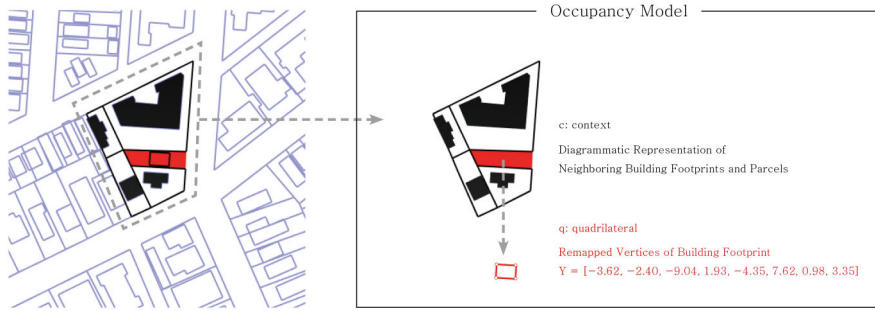 Occupancy Model
c: context
Diagrammatic Representation of
Neighboring Building Footprints and Parcels
q: quadrilateral
Remapped Vertices of Building Footprint
Y = [−3.62, −2.40, −9.04, 1.93, −4.35, 7.62, 0.98, 3.35]